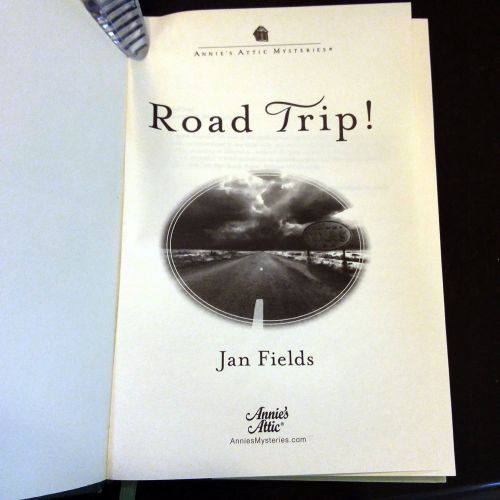 Annie's Attic Mysteries®
Road Trip!
Jan Fields
Annie's
Attic®
AnniesMysteries.com